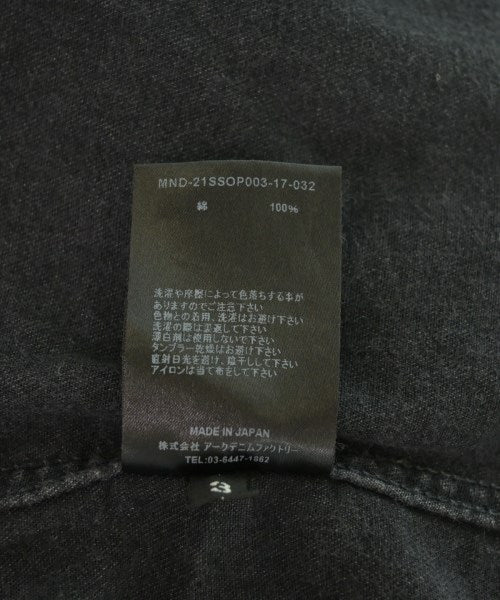 MND-21SSOP003-17-032
綿 100%
洗濯や摩擦によって色落ちする事が
ありますのでご注意下さい
色物との着用、洗濯はお避け下さい
洗濯の際は裏返して下さい
漂白剤は使用しないで下さい
タンブラー乾燥はお避け下さい
直射日光を避け、陰干しして下さい
アイロンは当て布をして下さい
MADE IN JAPAN
株式会社 アークデニムファクトリー
TEL:03-6447-1862
3